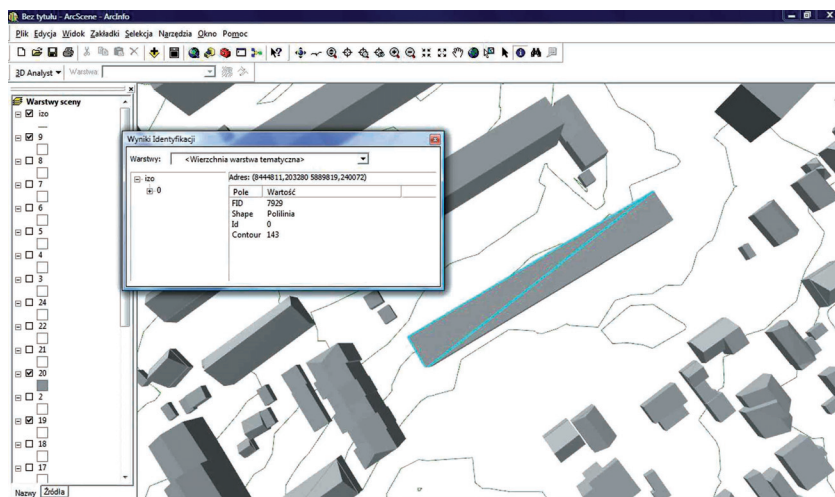 Bez tytułu - ArcScene - ArcInfo
Plik Edycja Widok Zakładki Selekcja Narzędzia Okno Pomoc
3D Analyst Warstwa:
Warstwy sceny
izo
9
8
7
6
5
4
3
24
22
21
20
2
19
18
17
Nazwy Źródła
Wyniki Identyfikacji
Warstwy: <Wierzchnia warstwa tematyczna>
izo
0
Adres: (8444811,203280 5889819,240072)
Pole Wartość
FID 7929
Shape Polilinia
Id 0
Contour 143